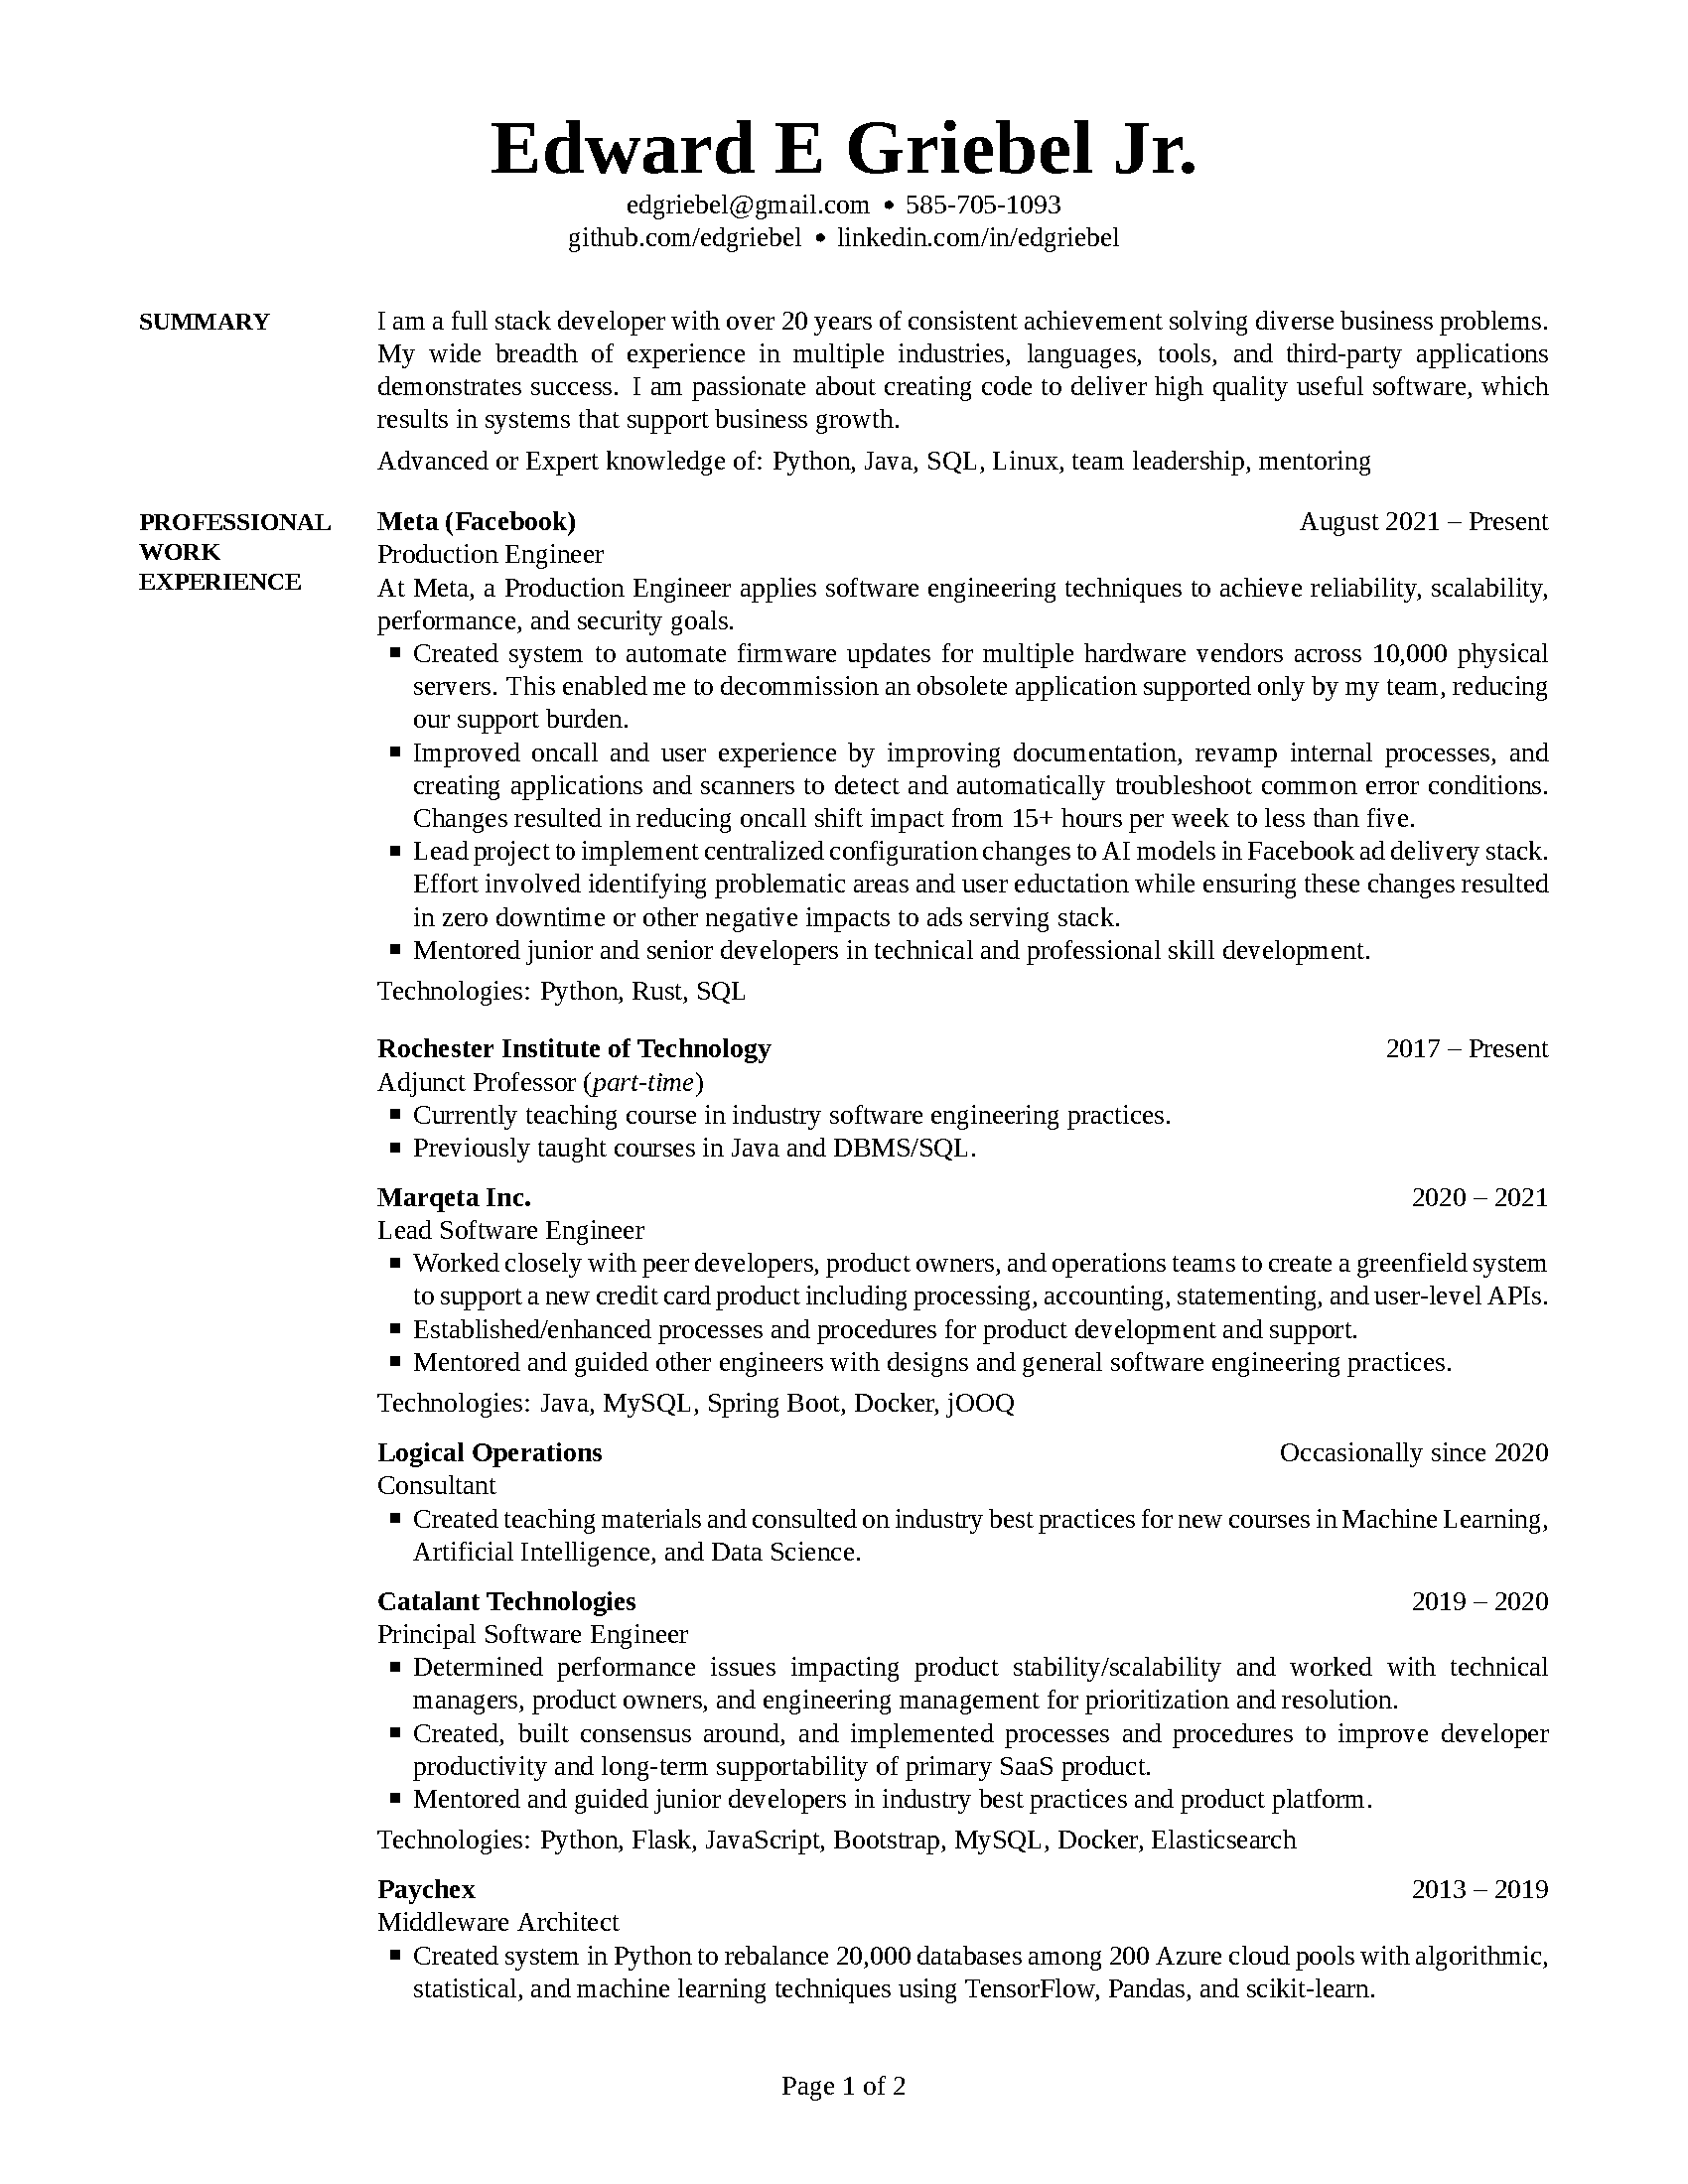 Edward E Griebel Jr.
edgriebel@gmail.com • 585-705-1093
github.com/edgriebel • linkedin.com/in/edgriebel
SUMMARY
I am a full stack developer with over 20 years of consistent achievement solving diverse business problems.
My wide breadth of experience in multiple industries, languages, tools, and third-party applications
demonstrates success. I am passionate about creating code to deliver high quality useful software, which
results in systems that support business growth.
Advanced or Expert knowledge of: Python, Java, SQL, Linux, team leadership, mentoring
PROFESSIONAL
WORK
EXPERIENCE
Meta (Facebook) August 2021 – Present
Production Engineer
At Meta, a Production Engineer applies software engineering techniques to achieve reliability, scalability,
performance, and security goals.
▪ Created system to automate firmware updates for multiple hardware vendors across 10,000 physical
servers. This enabled me to decommission an obsolete application supported only by my team, reducing
our support burden.
▪ Improved oncall and user experience by improving documentation, revamp internal processes, and
creating applications and scanners to detect and automatically troubleshoot common error conditions.
Changes resulted in reducing oncall shift impact from 15+ hours per week to less than five.
▪ Lead project to implement centralized configuration changes to AI models in Facebook ad delivery stack.
Effort involved identifying problematic areas and user eductation while ensuring these changes resulted
in zero downtime or other negative impacts to ads serving stack.
▪ Mentored junior and senior developers in technical and professional skill development.
Technologies: Python, Rust, SQL
Rochester Institute of Technology 2017 – Present
Adjunct Professor (part-time)
▪ Currently teaching course in industry software engineering practices.
▪ Previously taught courses in Java and DBMS/SQL.
Marqeta Inc. 2020 – 2021
Lead Software Engineer
▪ Worked closely with peer developers, product owners, and operations teams to create a greenfield system
to support a new credit card product including processing, accounting, statementing, and user-level APIs.
▪ Established/enhanced processes and procedures for product development and support.
▪ Mentored and guided other engineers with designs and general software engineering practices.
Technologies: Java, MySQL, Spring Boot, Docker, jOOQ
Logical Operations Occasionally since 2020
Consultant
▪ Created teaching materials and consulted on industry best practices for new courses in Machine Learning,
Artificial Intelligence, and Data Science.
Catalant Technologies 2019 – 2020
Principal Software Engineer
▪ Determined performance issues impacting product stability/scalability and worked with technical
managers, product owners, and engineering management for prioritization and resolution.
▪ Created, built consensus around, and implemented processes and procedures to improve developer
productivity and long-term supportability of primary SaaS product.
▪ Mentored and guided junior developers in industry best practices and product platform.
Technologies: Python, Flask, JavaScript, Bootstrap, MySQL, Docker, Elasticsearch
Paychex 2013 – 2019
Middleware Architect
▪ Created system in Python to rebalance 20,000 databases among 200 Azure cloud pools with algorithmic,
statistical, and machine learning techniques using TensorFlow, Pandas, and scikit-learn.
Page 1 of 2